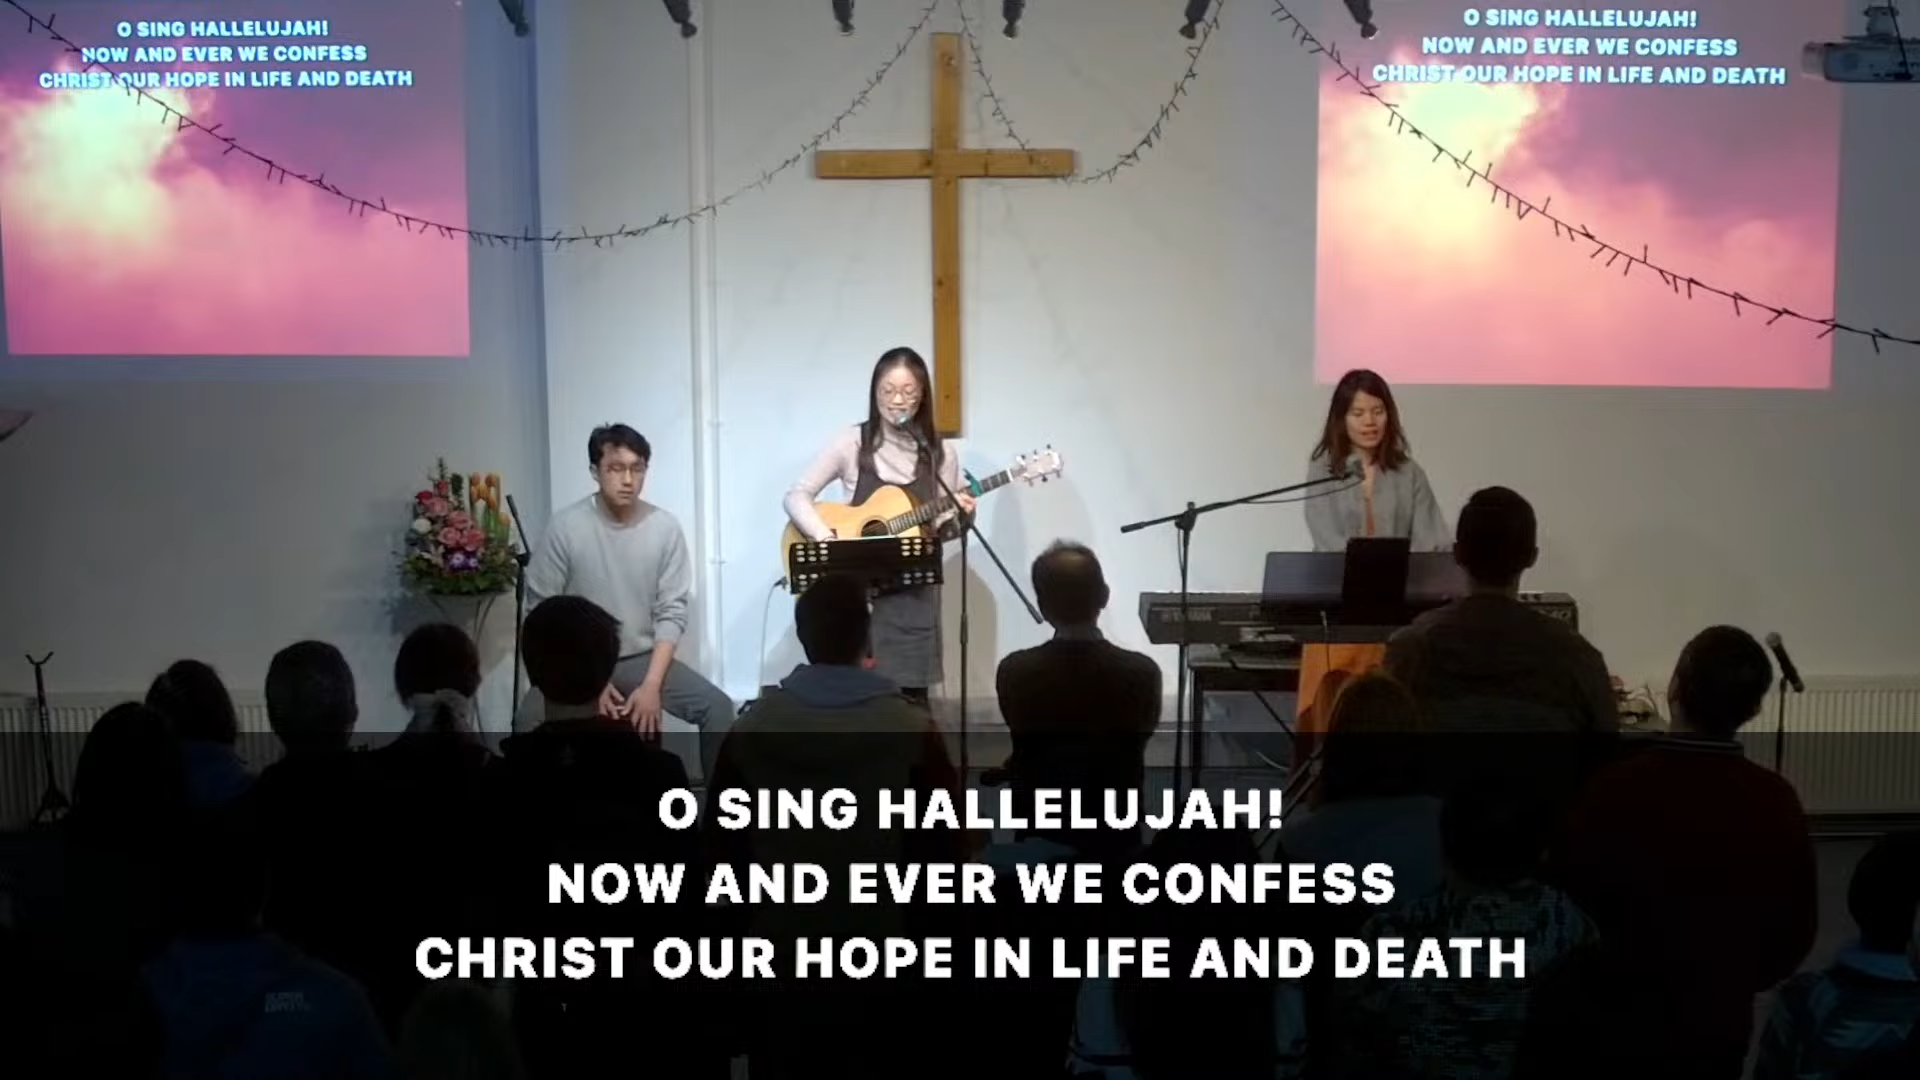 O SING HALLELUJAH!
NOW AND EVER WE CONFESS
CHRIST OUR HOPE IN LIFE AND DEATH
O SING HALLELUJAH!
NOW AND EVER WE CONFESS
CHRIST OUR HOPE IN LIFE AND DEATH
YAMAHA
O SING HALLELUJAH!
NOW AND EVER WE CONFESS
CHRIST OUR HOPE IN LIFE AND DEATH